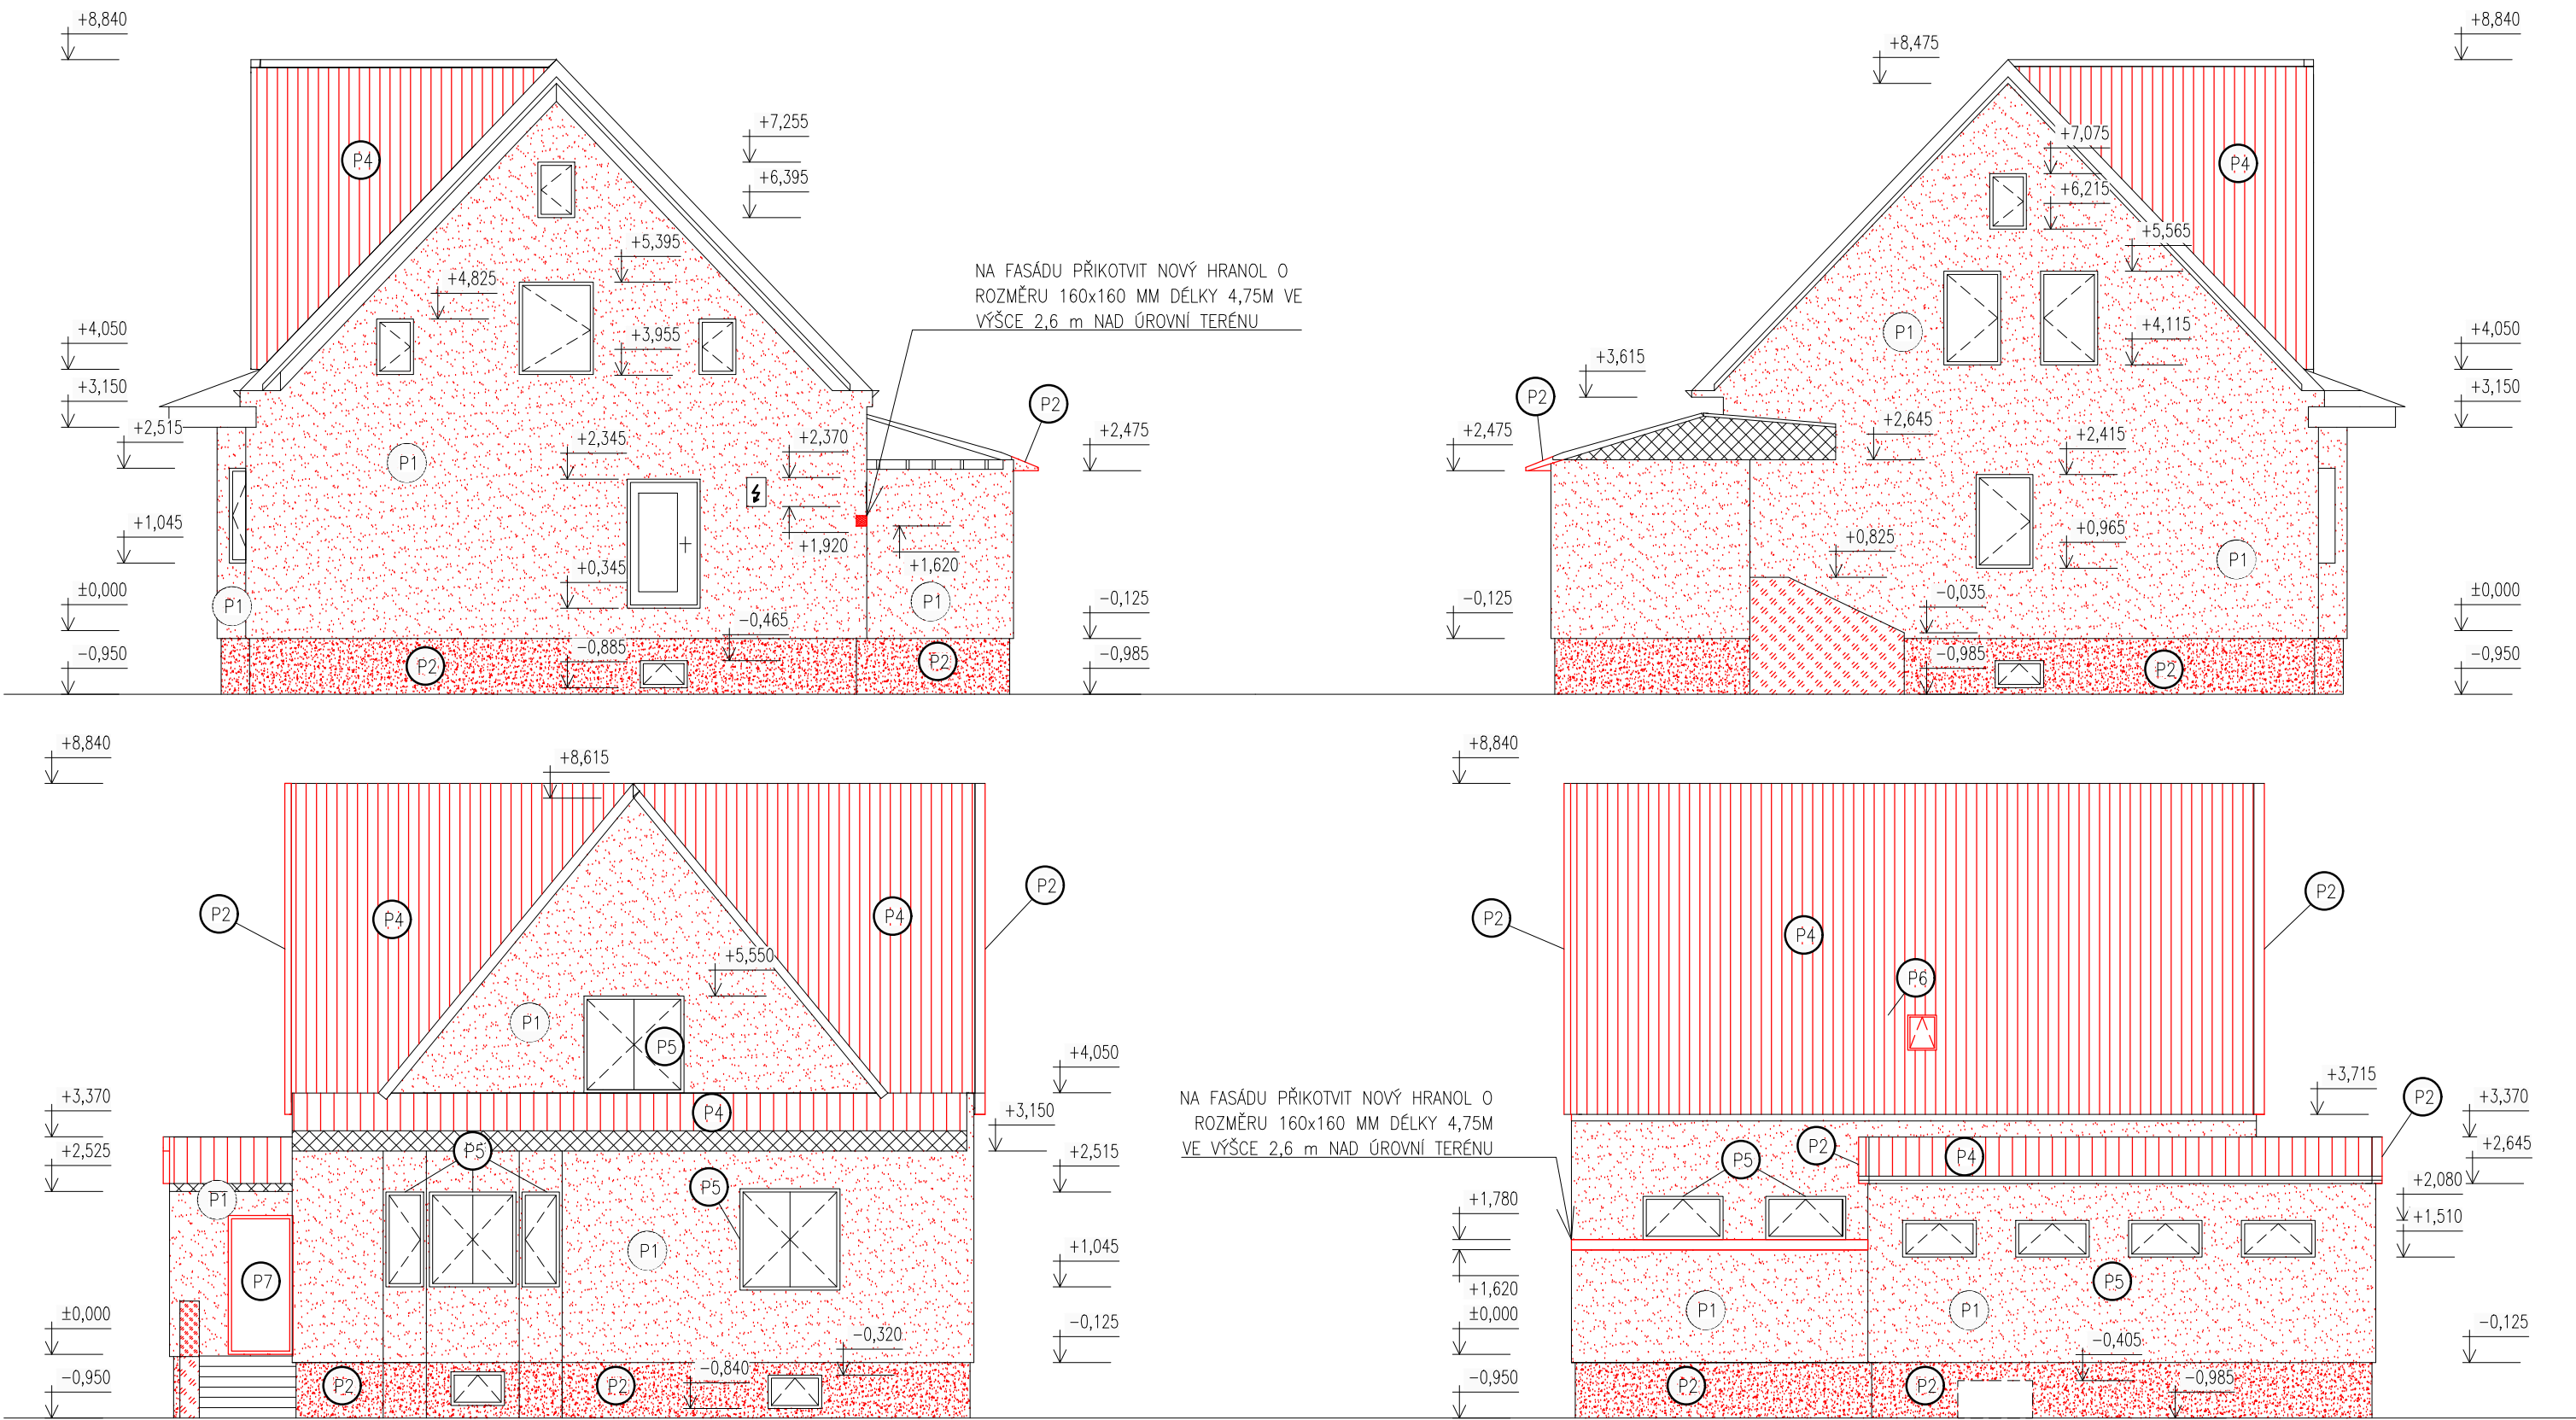 +8,840
P4
+7,255
+6,395
+5,395
+4,825
+3,955
+4,050
+3,150
+2,515
+1,045
±0,000
-0,950
P1
P1
+2,345
+2,370
+1,920
+0,345
+1,620
P1
-0,465
-0,885
P2
P2
NA FASÁDU PŘIKOTVIT NOVÝ HRANOL O
ROZMĚRU 160x160 MM DÉLKY 4,75M VE
VÝŠCE 2,6 m NAD ÚROVNÍ TERÉNU
P2
+2,475
-0,125
-0,985
+8,475
+8,840
+7,075
P4
+6,215
+5,565
P1
+4,115
+3,615
P2
+4,050
+3,150
+2,475
+2,645
+2,415
+0,825
+0,965
P1
-0,125
-0,035
±0,000
-0,985
P2
-0,950
+8,840
+8,615
P2
P4
P4
P2
+5,550
P1
P5
+4,050
+3,370
P4
+3,150
+2,525
P5
+2,515
P1
P5
P1
+1,045
P7
±0,000
-0,125
-0,320
-0,840
-0,950
P2
P2
+8,840
P2
P4
P2
P6
NA FASÁDU PŘIKOTVIT NOVÝ HRANOL O
ROZMĚRU 160x160 MM DÉLKY 4,75M
VE VÝŠCE 2,6 m NAD ÚROVNÍ TERÉNU
+3,715
P2
+3,370
P5
P2
P4
+2,645
+1,780
+2,080
+1,510
+1,620
P5
±0,000
P1
P1
-0,125
-0,405
-0,950
P2
P2
-0,985